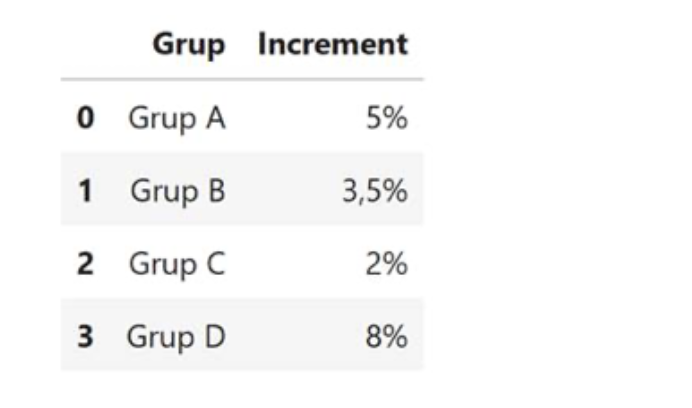 Grup Increment
0 Grup A 5%
1 Grup B 3,5%
2 Grup C 2%
3 Grup D 8%